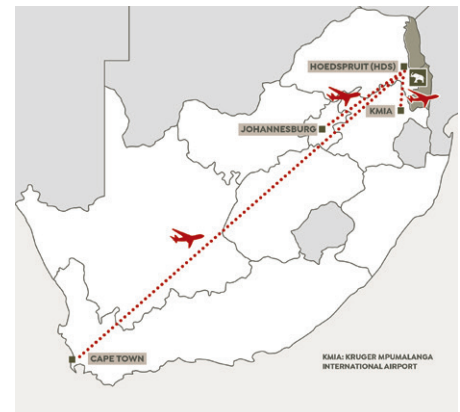 HOEDSPRUIT (HDS)
KMIA
JOHANNESBURG
CAPE TOWN
KMIA: KRUGER MPUMALANGA
INTERNATIONAL AIRPORT